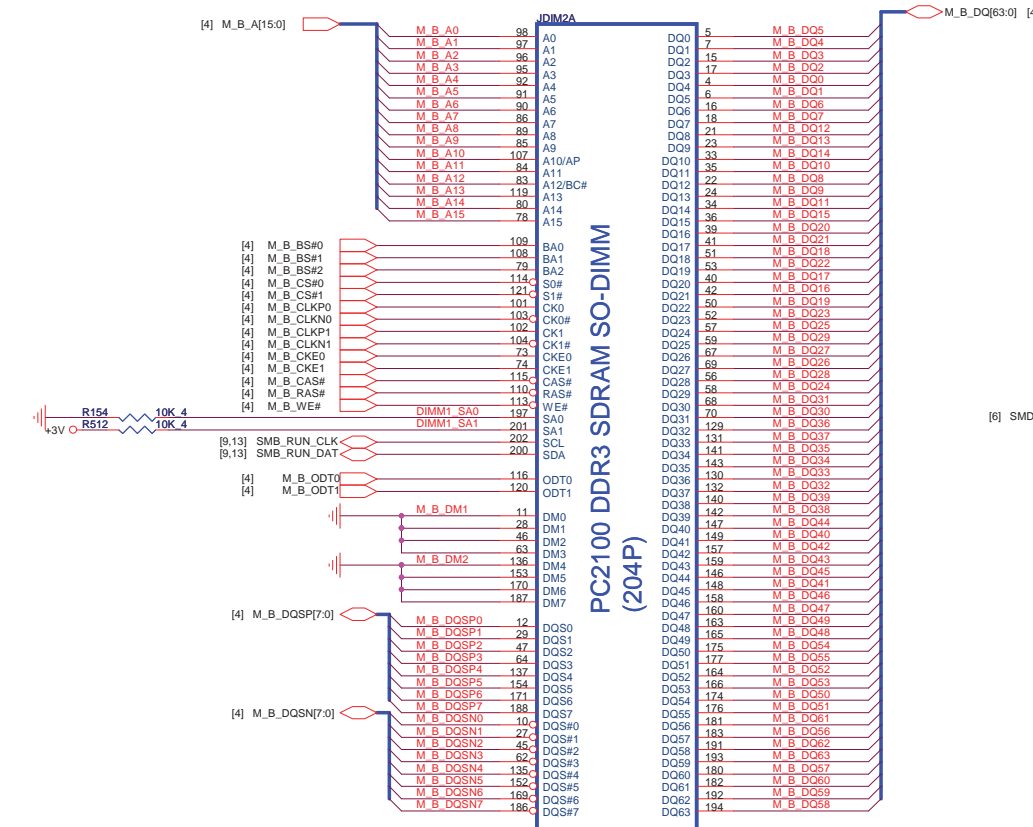 [4] M_B_A[15:0]
JDIM2A
M_B_A0 98 A0
M_B_A1 97 A1
M_B_A2 96 A2
M_B_A3 95 A3
M_B_A4 92 A4
M_B_A5 91 A5
M_B_A6 90 A6
M_B_A7 86 A7
M_B_A8 89 A8
M_B_A9 85 A9
M_B_A10 107 A10/AP
M_B_A11 84 A11
M_B_A12 83 A12/BC#
M_B_A13 119 A13
M_B_A14 80 A14
M_B_A15 78 A15
[4] M_B_BS#0 109 BA0
[4] M_B_BS#1 108 BA1
[4] M_B_BS#2 79 BA2
[4] M_B_CS#0 114 S0#
[4] M_B_CS#1 121 S1#
[4] M_B_CLKP0 101 CK0
[4] M_B_CLKN0 103 CK0#
[4] M_B_CLKP1 102 CK1
[4] M_B_CLKN1 104 CK1#
[4] M_B_CKE0 73 CKE0
[4] M_B_CKE1 74 CKE1
[4] M_B_CAS# 115 CAS#
[4] M_B_RAS# 110 RAS#
[4] M_B_WE# 113 WE#
R154 10K_4 DIMM1_SA0 197 SA0
+3V R512 10K_4 DIMM1_SA1 201 SA1
[9,13] SMB_RUN_CLK 202 SCL
[9,13] SMB_RUN_DAT 200 SDA
[4] M_B_ODT0 116 ODT0
[4] M_B_ODT1 120 ODT1
M_B_DM1 11 DM0
28 DM1
46 DM2
63 DM3
M_B_DM2 136 DM4
153 DM5
170 DM6
187 DM7
[4] M_B_DQSP[7:0]
M_B_DQSP0 12 DQS0
M_B_DQSP1 29 DQS1
M_B_DQSP2 47 DQS2
M_B_DQSP3 64 DQS3
M_B_DQSP4 137 DQS4
M_B_DQSP5 154 DQS5
M_B_DQSP6 171 DQS6
M_B_DQSP7 188 DQS7
[4] M_B_DQSN[7:0]
M_B_DQSN0 10 DQS#0
M_B_DQSN1 27 DQS#1
M_B_DQSN2 45 DQS#2
M_B_DQSN3 62 DQS#3
M_B_DQSN4 135 DQS#4
M_B_DQSN5 152 DQS#5
M_B_DQSN6 169 DQS#6
M_B_DQSN7 186 DQS#7
PC2100 DDR3 SDRAM SO-DIMM
(204P)
M_B_DQ[63:0]
DQ0 5 M_B_DQ5
DQ1 7 M_B_DQ4
DQ2 15 M_B_DQ3
DQ3 17 M_B_DQ2
DQ4 4 M_B_DQ0
DQ5 6 M_B_DQ1
DQ6 16 M_B_DQ6
DQ7 18 M_B_DQ7
DQ8 21 M_B_DQ12
DQ9 23 M_B_DQ13
DQ10 33 M_B_DQ14
DQ11 35 M_B_DQ10
DQ12 22 M_B_DQ8
DQ13 24 M_B_DQ9
DQ14 34 M_B_DQ11
DQ15 36 M_B_DQ15
DQ16 39 M_B_DQ20
DQ17 41 M_B_DQ21
DQ18 51 M_B_DQ18
DQ19 53 M_B_DQ22
DQ20 40 M_B_DQ17
DQ21 42 M_B_DQ16
DQ22 50 M_B_DQ19
DQ23 52 M_B_DQ23
DQ24 57 M_B_DQ25
DQ25 59 M_B_DQ29
DQ26 67 M_B_DQ27
DQ27 69 M_B_DQ26
DQ28 56 M_B_DQ28
DQ29 58 M_B_DQ24
DQ30 68 M_B_DQ31
DQ31 70 M_B_DQ30
DQ32 129 M_B_DQ36
DQ33 131 M_B_DQ37
DQ34 141 M_B_DQ35
DQ35 143 M_B_DQ34
DQ36 130 M_B_DQ33
DQ37 132 M_B_DQ32
DQ38 140 M_B_DQ39
DQ39 142 M_B_DQ38
DQ40 147 M_B_DQ44
DQ41 149 M_B_DQ40
DQ42 157 M_B_DQ42
DQ43 159 M_B_DQ43
DQ44 146 M_B_DQ45
DQ45 148 M_B_DQ41
DQ46 158 M_B_DQ46
DQ47 160 M_B_DQ47
DQ48 163 M_B_DQ49
DQ49 165 M_B_DQ48
DQ50 175 M_B_DQ54
DQ51 177 M_B_DQ55
DQ52 164 M_B_DQ52
DQ53 166 M_B_DQ53
DQ54 174 M_B_DQ50
DQ55 176 M_B_DQ51
DQ56 181 M_B_DQ61
DQ57 183 M_B_DQ56
DQ58 191 M_B_DQ62
DQ59 193 M_B_DQ63
DQ60 180 M_B_DQ57
DQ61 182 M_B_DQ60
DQ62 192 M_B_DQ59
DQ63 194 M_B_DQ58
[6] SMD